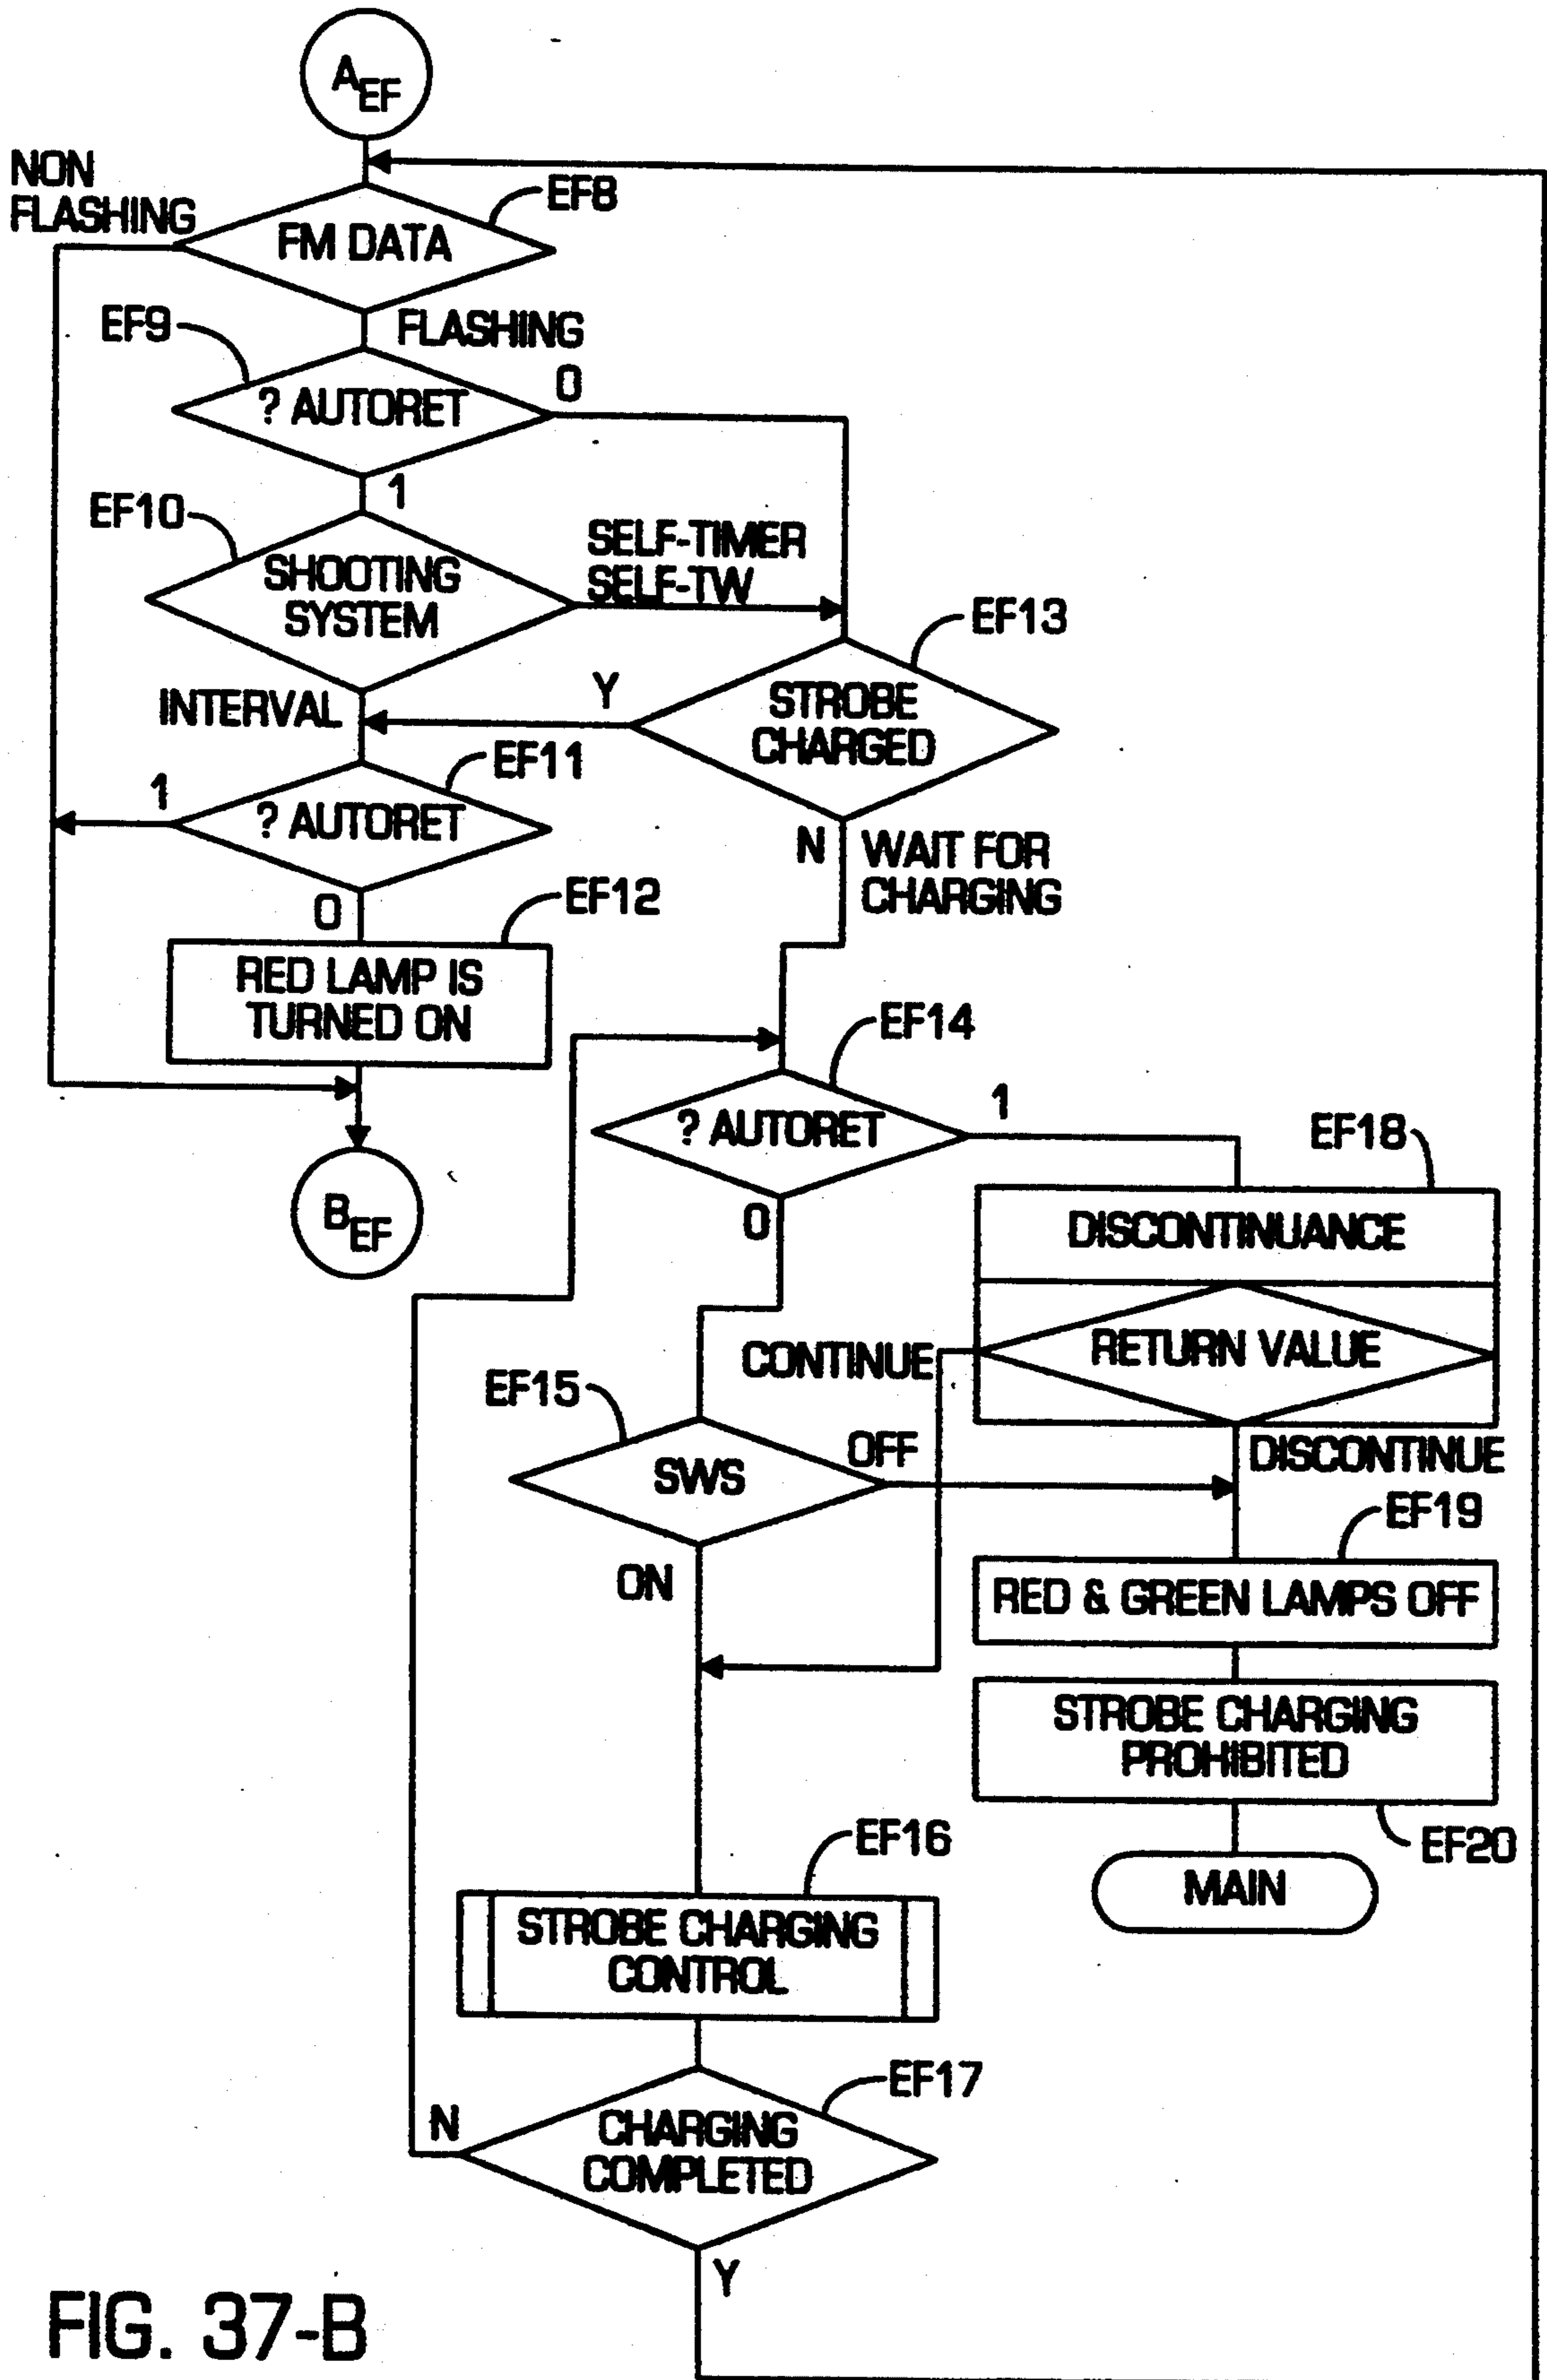 A_EF
NON
FLASHING
EF8
FM DATA
EF9
FLASHING
0
? AUTORET
1
EF10
SELF-TIMER
SELF-TW
SHOOTING
SYSTEM
EF13
INTERVAL
Y
STROBE
CHARGED
EF11
1
? AUTORET
N
WAIT FOR
CHARGING
0
EF12
RED LAMP IS
TURNED ON
EF14
? AUTORET
1
EF18
B_EF
0
DISCONTINUANCE
CONTINUE
RETURN VALUE
EF15
OFF
DISCONTINUE
SWS
EF19
ON
RED & GREEN LAMPS OFF
STROBE CHARGING
PROHIBITED
EF16
EF20
MAIN
STROBE CHARGING
CONTROL
EF17
N
CHARGING
COMPLETED
Y
FIG. 37-B